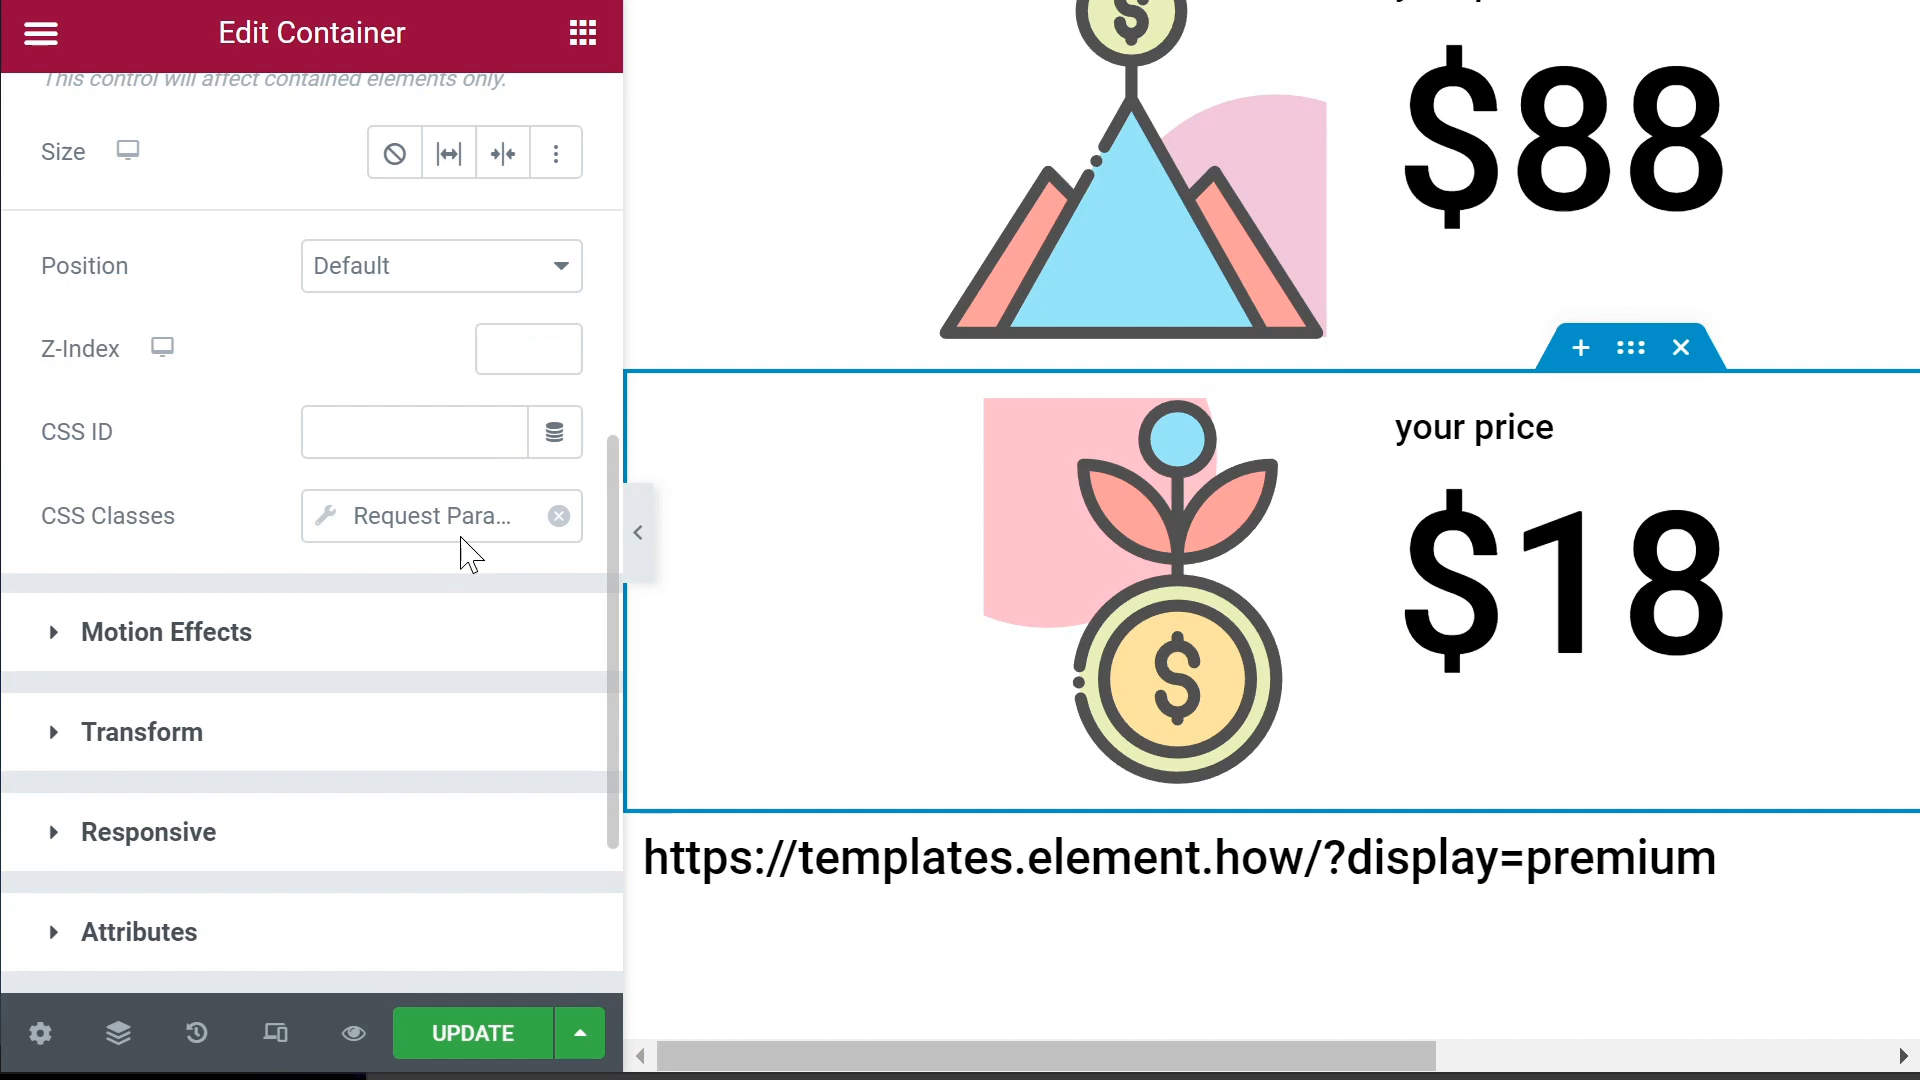 Edit Container
This control will affect contained elements only.
Size
Position
Default
Z-Index
CSS ID
CSS Classes
Request Para...
Motion Effects
Transform
Responsive
Attributes
UPDATE
$
$88
your price
$18
$
https://templates.element.how/?display=premium